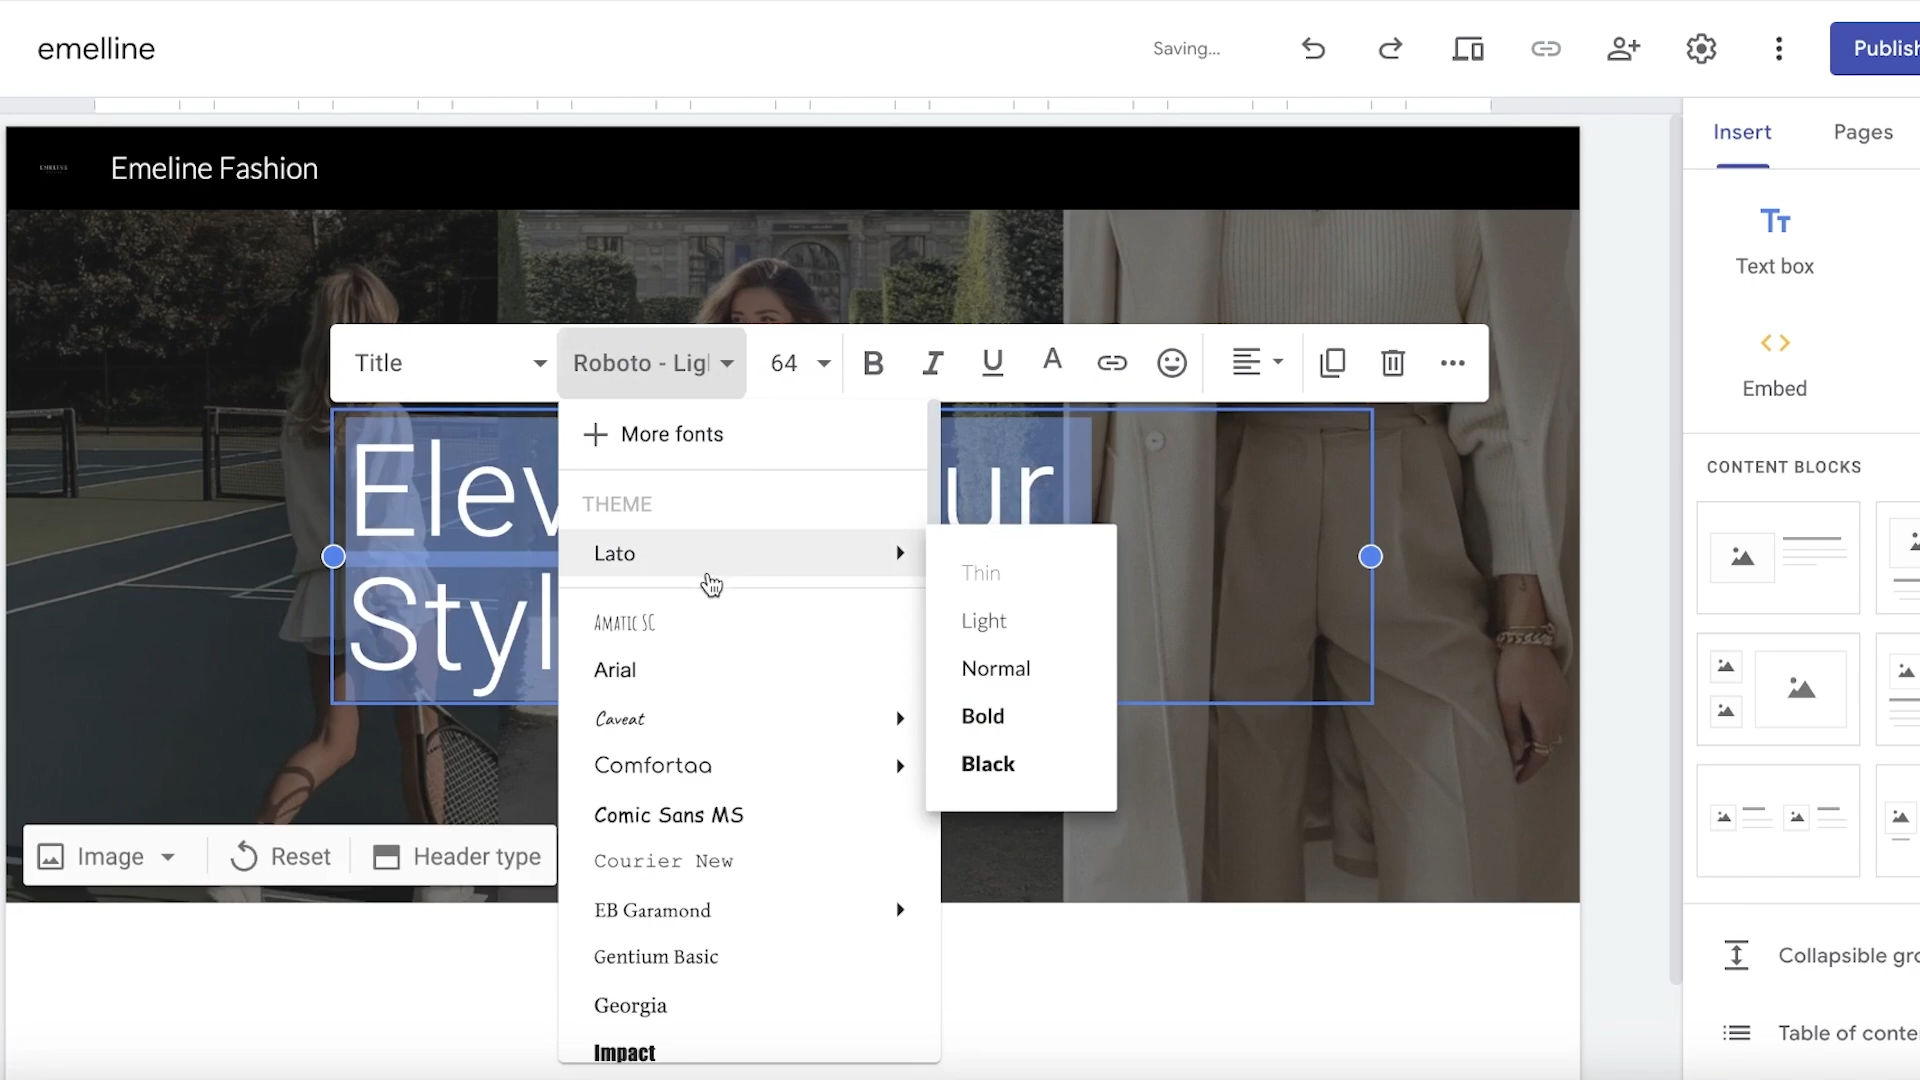 emelline
Saving...
Publish
Insert
Pages
EMELINE
Emeline Fashion
Tt
Text box
Title
Roboto - Lig
64
B
I
U
A
Embed
Elev
ur
Styl
More fonts
THEME
Lato
Thin
Light
Normal
Bold
Black
Amatic SC
Arial
Caveat
Comfortaa
Comic Sans MS
Courier New
EB Garamond
Gentium Basic
Georgia
Impact
CONTENT BLOCKS
Image
Reset
Header type
Collapsible gro
Table of conte